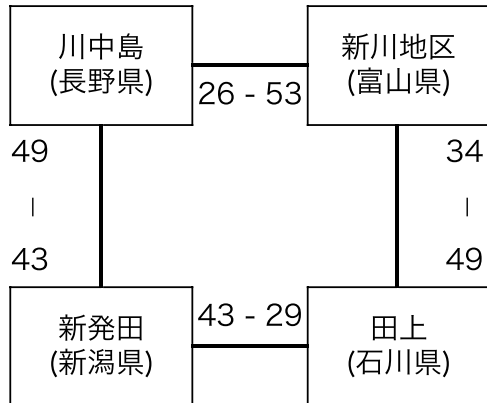 川中島
(長野県)
新川地区
(富山県)
26 - 53
49
-
43
34
-
49
新発田
(新潟県)
43 - 29
田上
(石川県)